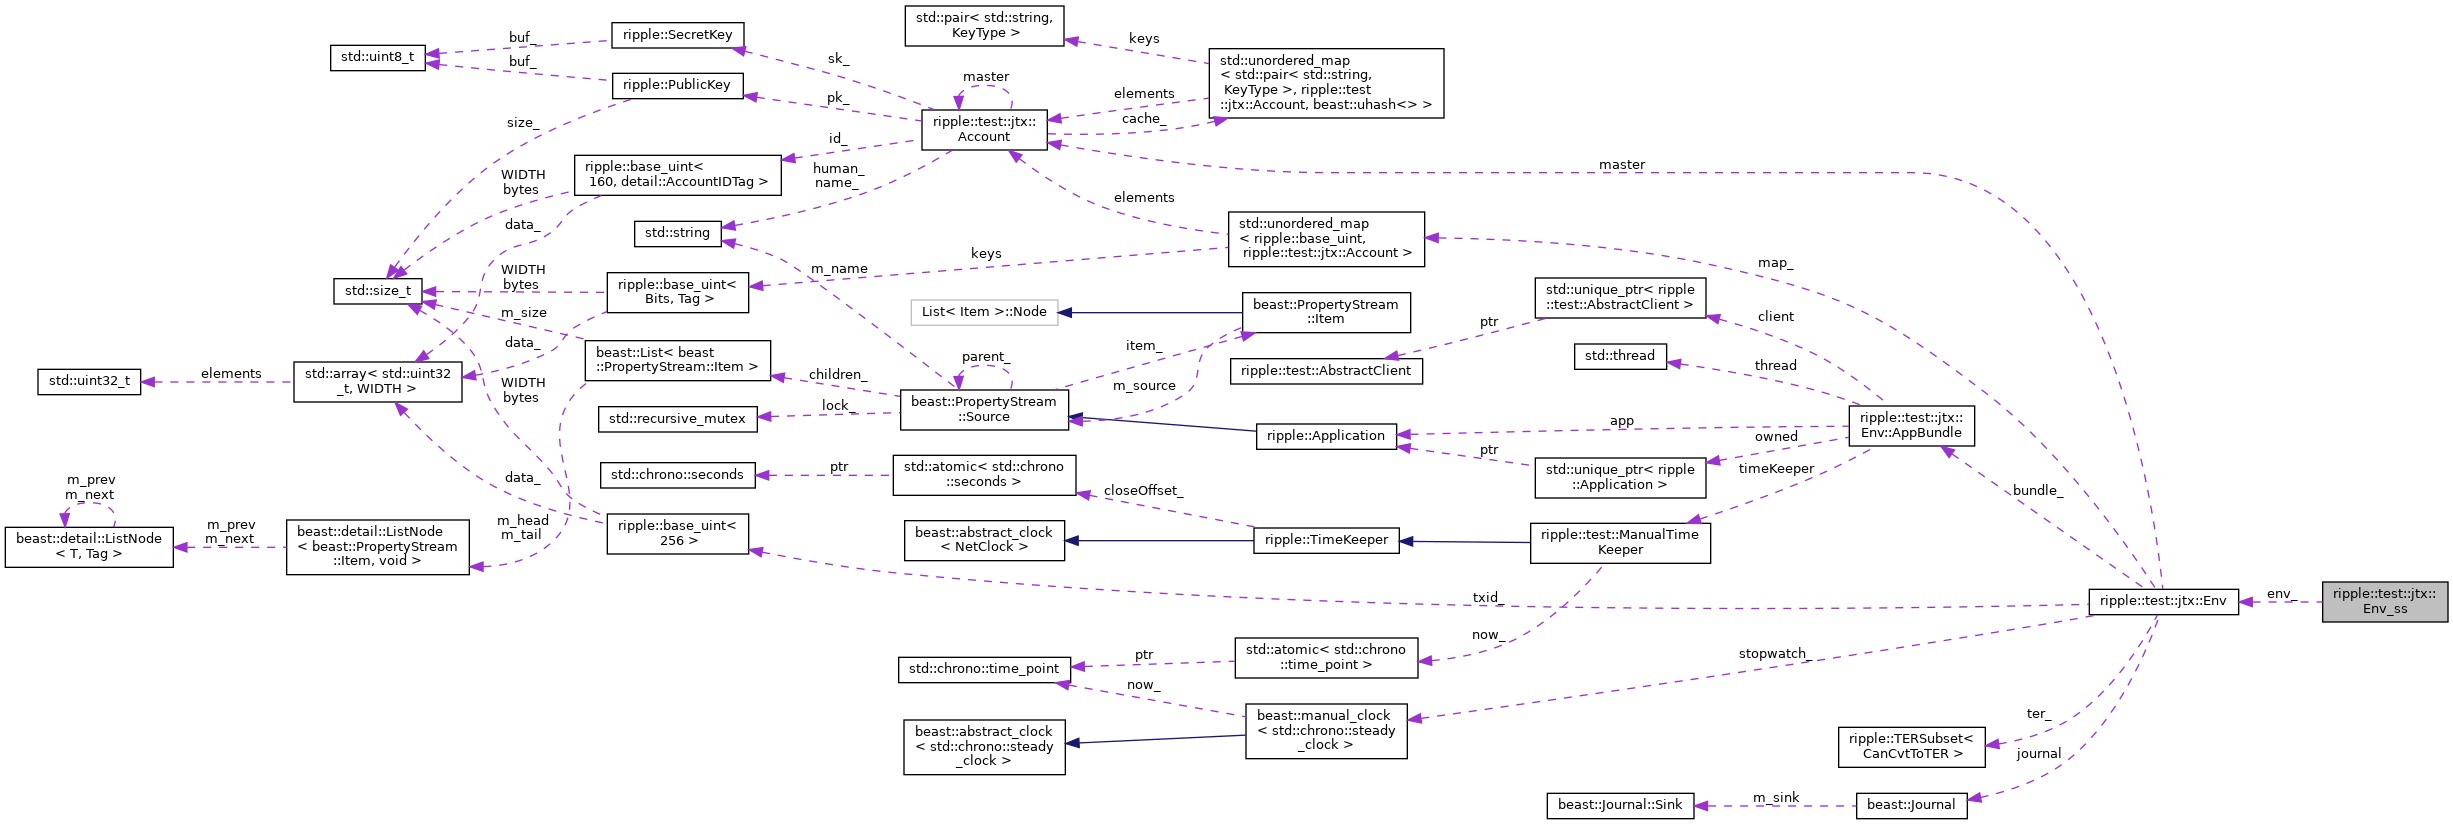 std::pair< std::string,
KeyType >
ripple::SecretKey
buf_
std::uint8_t
buf_
ripple::PublicKey
sk_
pk_
master
keys
std::unordered_map
< std::pair< std::string,
KeyType >, ripple::test
::jtx::Account, beast::uhash<> >
elements
cache_
ripple::test::jtx::
Account
size_
id_
human_
name_
master
ripple::base_uint<
160, detail::AccountIDTag >
WIDTH
bytes
data_
std::string
elements
std::unordered_map
< ripple::base_uint,
ripple::test::jtx::Account >
keys
m_name
map_
std::size_t
WIDTH
bytes
ripple::base_uint<
Bits, Tag >
m_size
data_
List< Item >::Node
beast::PropertyStream
::Item
std::unique_ptr< ripple
::test::AbstractClient >
ptr
client
item_
parent_
m_source
ripple::test::AbstractClient
std::thread
thread
beast::List< beast
::PropertyStream::Item >
children_
std::uint32_t
elements
std::array< std::uint32
_t, WIDTH >
WIDTH
bytes
beast::PropertyStream
::Source
lock_
std::recursive_mutex
ripple::Application
app
owned
ptr
ripple::test::jtx::
Env::AppBundle
timeKeeper
std::unique_ptr< ripple
::Application >
std::chrono::seconds
ptr
std::atomic< std::chrono
::seconds >
closeOffset_
data_
bundle_
m_prev
m_next
beast::detail::ListNode
< T, Tag >
m_prev
m_next
beast::detail::ListNode
< beast::PropertyStream
::Item, void >
m_head
m_tail
ripple::base_uint<
256 >
beast::abstract_clock
< NetClock >
ripple::TimeKeeper
ripple::test::ManualTime
Keeper
txid_
ripple::test::jtx::Env
env_
ripple::test::jtx::
Env_ss
now_
std::chrono::time_point
ptr
std::atomic< std::chrono
::time_point >
stopwatch_
now_
beast::manual_clock
< std::chrono::steady
_clock >
beast::abstract_clock
< std::chrono::steady
_clock >
ter_
ripple::TERSubset<
CanCvtToTER >
journal
beast::Journal::Sink
m_sink
beast::Journal